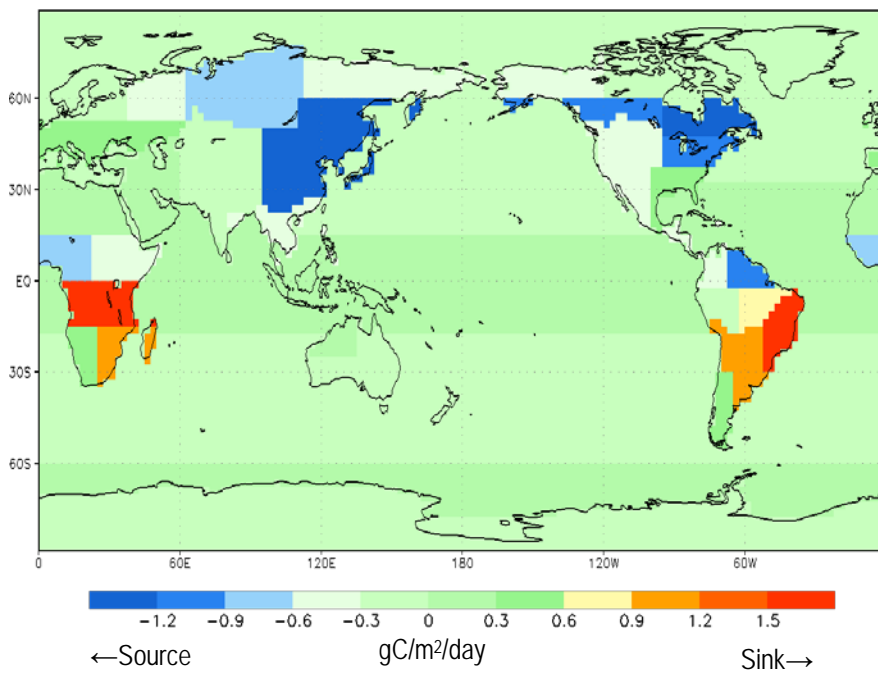 60N
30N
EQ
30S
60S
0 60E 120E 180 120W 60W
−1.2 −0.9 −0.6 −0.3 0 0.3 0.6 0.9 1.2 1.5
←Source gC/m²/day Sink→